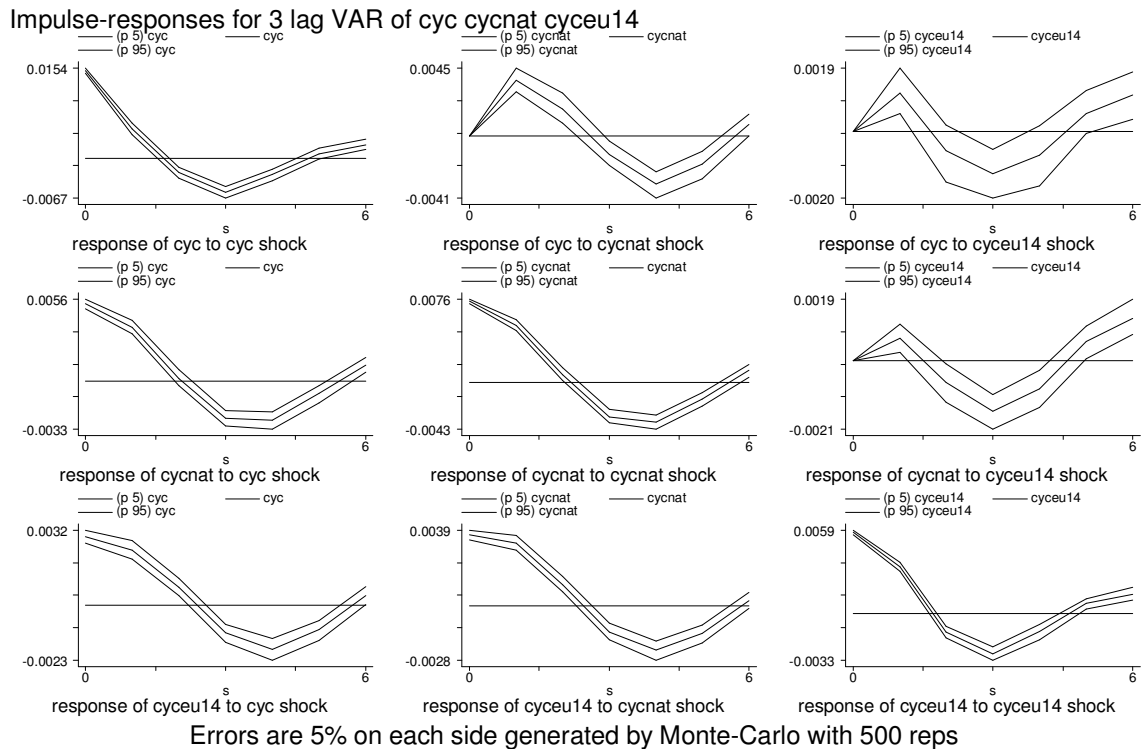 Impulse-responses for 3 lag VAR of cyc cycnat cyceu14
(p 5) cyc cyc
(p 95) cyc
0.0154
-0.0067
0 6
s
response of cyc to cyc shock
(p 5) cycnat cycnat
(p 95) cycnat
0.0045
-0.0041
0 6
s
response of cyc to cycnat shock
(p 5) cyceu14 cyceu14
(p 95) cyceu14
0.0019
-0.0020
0 6
s
response of cyc to cyceu14 shock
(p 5) cyc cyc
(p 95) cyc
0.0056
-0.0033
0 6
s
response of cycnat to cyc shock
(p 5) cycnat cycnat
(p 95) cycnat
0.0076
-0.0043
0 6
s
response of cycnat to cycnat shock
(p 5) cyceu14 cyceu14
(p 95) cyceu14
0.0019
-0.0021
0 6
s
response of cycnat to cyceu14 shock
(p 5) cyc cyc
(p 95) cyc
0.0032
-0.0023
0 6
s
response of cyceu14 to cyc shock
(p 5) cycnat cycnat
(p 95) cycnat
0.0039
-0.0028
0 6
s
response of cyceu14 to cycnat shock
(p 5) cyceu14 cyceu14
(p 95) cyceu14
0.0059
-0.0033
0 6
s
response of cyceu14 to cyceu14 shock
Errors are 5% on each side generated by Monte-Carlo with 500 reps